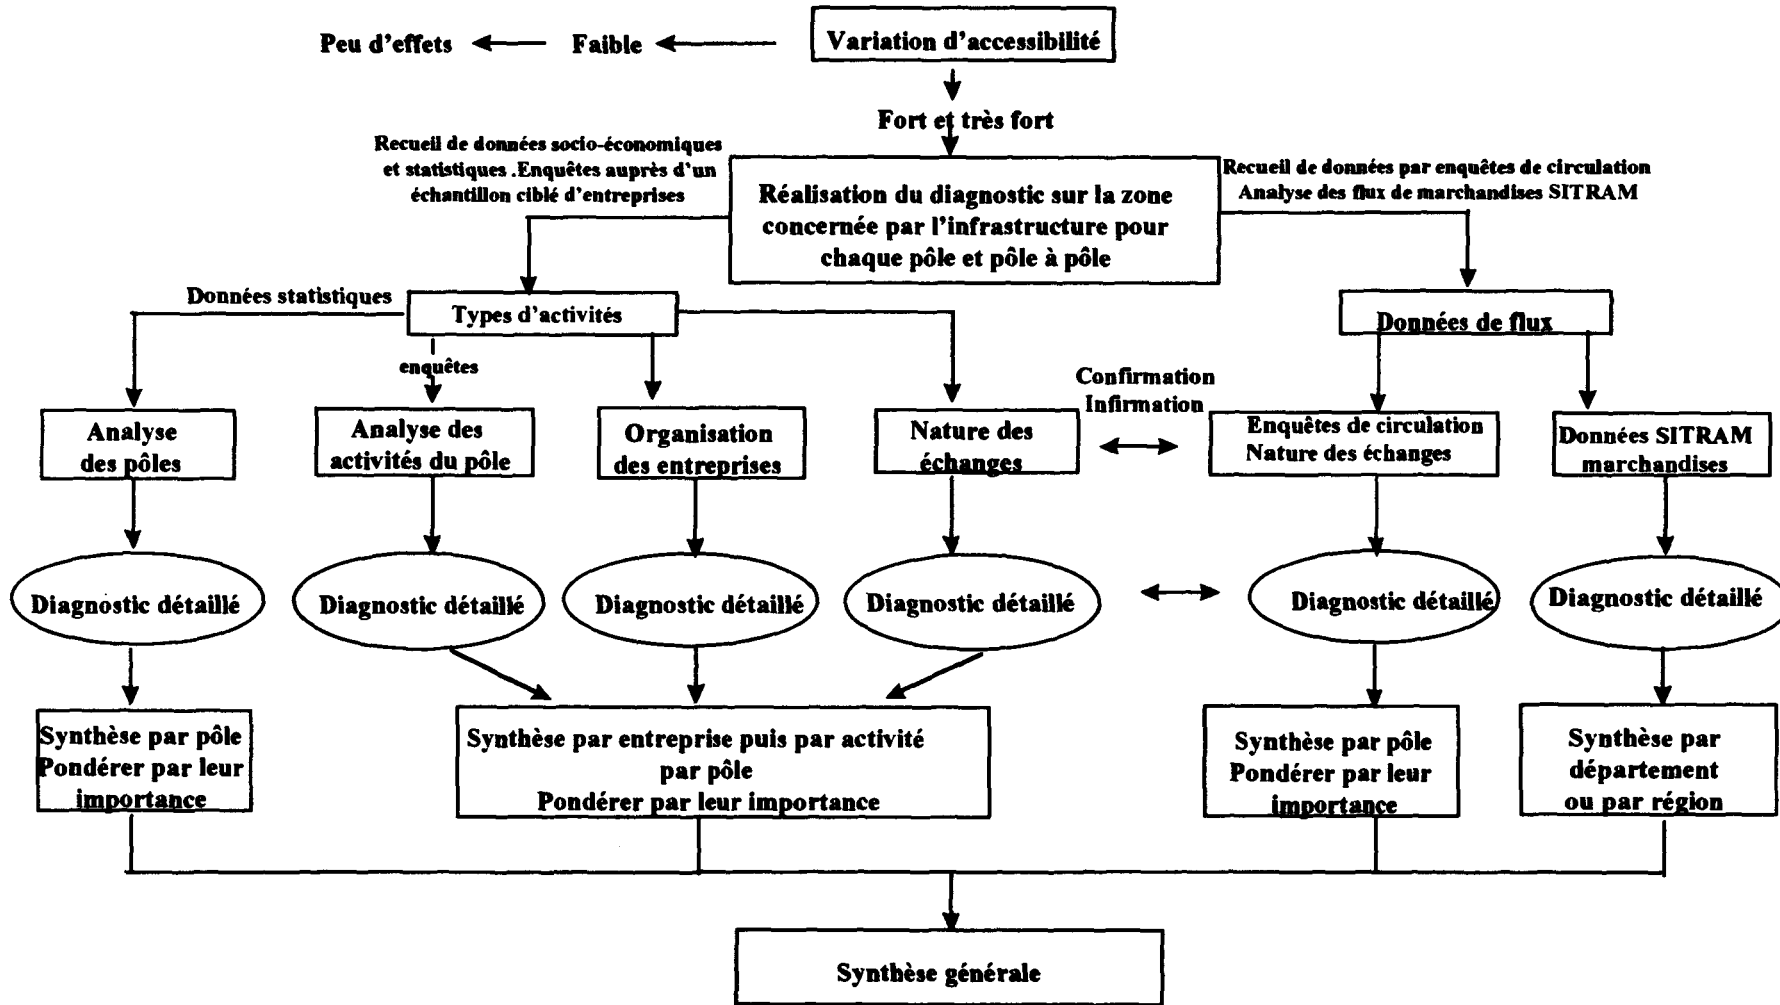 Variation d'accessibilité
Faible
Peu d'effets
Fort et très fort
Recueil de données socio-économiques
et statistiques .Enquêtes auprès d'un
échantillon ciblé d'entreprises
Réalisation du diagnostic sur la zone
concernée par l'infrastructure pour
chaque pôle et pôle à pôle
Recueil de données par enquêtes de circulation
Analyse des flux de marchandises SITRAM
Données statistiques
Types d'activités
Données de flux
enquêtes
Confirmation
Infirmation
Analyse
des pôles
Analyse des
activités du pôle
Organisation
des entreprises
Nature des
échanges
Enquêtes de circulation
Nature des échanges
Données SITRAM
marchandises
Diagnostic détaillé
Diagnostic détaillé
Diagnostic détaillé
Diagnostic détaillé
Diagnostic détaillé
Diagnostic détaillé
Synthèse par pôle
Pondérer par leur
importance
Synthèse par entreprise puis par activité
par pôle
Pondérer par leur importance
Synthèse par pôle
Pondérer par leur
importance
Synthèse par
département
ou par région
Synthèse générale